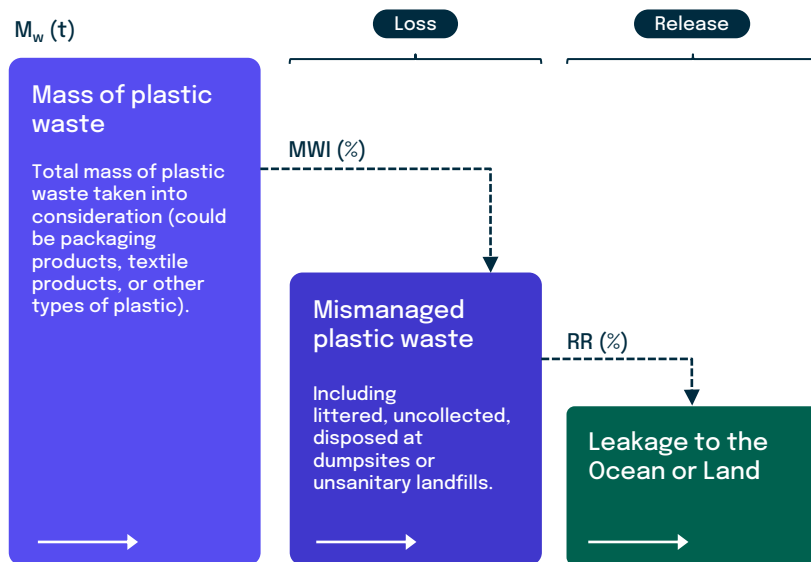 M_w (t)
Loss
Release
Mass of plastic
waste
Total mass of plastic
waste taken into
consideration (could
be packaging
products, textile
products, or other
types of plastic).
MWI (%)
Mismanaged
plastic waste
Including
littered, uncollected,
disposed at
dumpsites or
unsanitary landfills.
RR (%)
Leakage to the
Ocean or Land